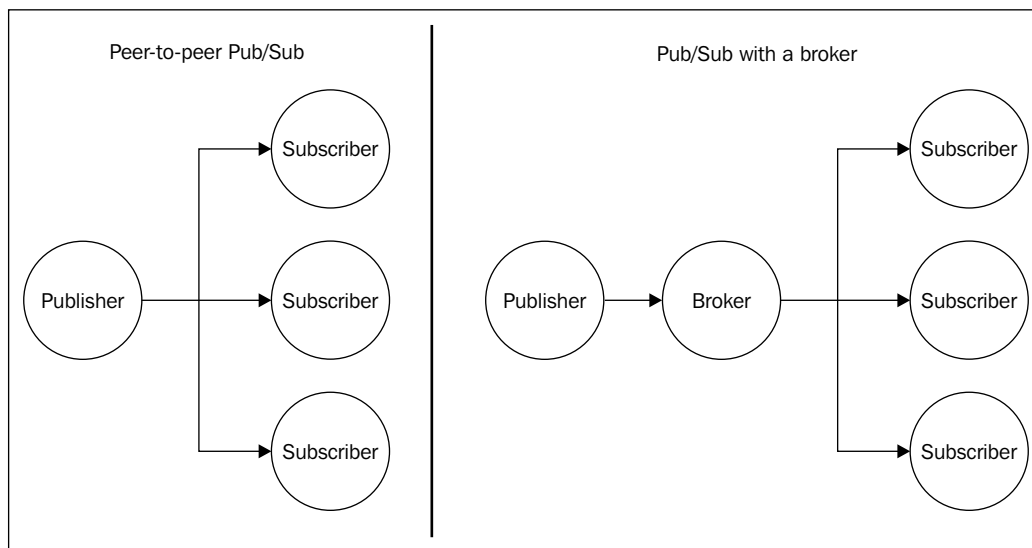 Peer-to-peer Pub/Sub
Subscriber
Publisher
Subscriber
Subscriber
Pub/Sub with a broker
Subscriber
Publisher
Broker
Subscriber
Subscriber